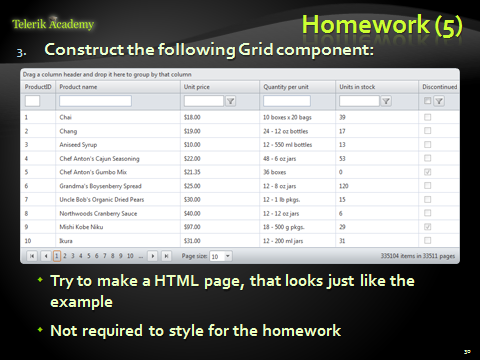 Telerik Academy
Homework (5)
3. Construct the following Grid component:
Drag a column header and drop it here to group by that column
ProductID Product name Unit price Quantity per unit Units in stock Discontinued
1 Chai $18.00 10 boxes x 20 bags 39
2 Chang $19.00 24 - 12 oz bottles 17
3 Aniseed Syrup $10.00 12 - 550 ml bottles 13
4 Chef Anton's Cajun Seasoning $22.00 48 - 6 oz jars 53
5 Chef Anton's Gumbo Mix $21.35 36 boxes 0
6 Grandma's Boysenberry Spread $25.00 12 - 8 oz jars 120
7 Uncle Bob's Organic Dried Pears $30.00 12 - 1 lb pkgs. 15
8 Northwoods Cranberry Sauce $40.00 12 - 12 oz jars 6
9 Mishi Kobe Niku $97.00 18 - 500 g pkgs. 29
10 Ikura $31.00 12 - 200 ml jars 31
1 2 3 4 5 6 7 8 9 10 ... Page size: 10 335104 items in 33511 pages
Try to make a HTML page, that looks just like the
example
Not required to style for the homework
30